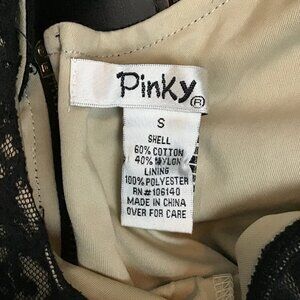 Pinky®
S
SHELL
60% COTTON
40% NYLON
LINING
100% POLYESTER
RN#106140
MADE IN CHINA
OVER FOR CARE